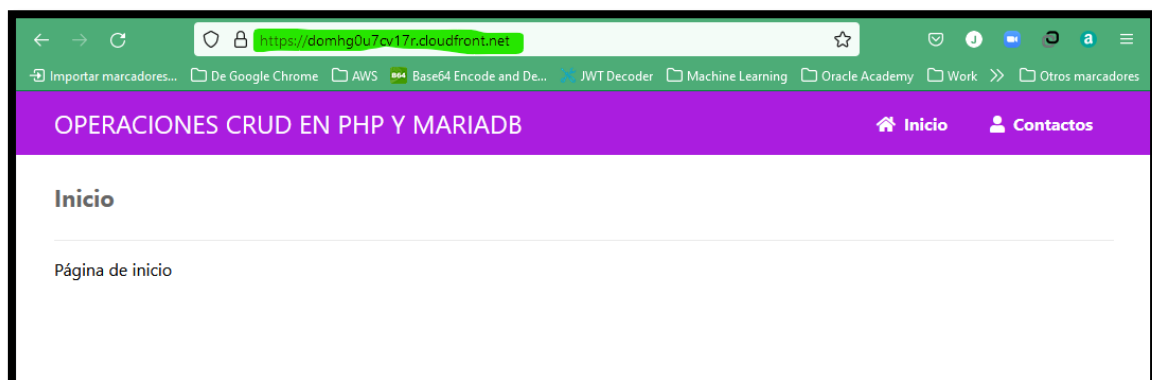 https://domhg0u7cv17r.cloudfront.net
Importar marcadores... De Google Chrome AWS B64 Base64 Encode and De... JWT Decoder Machine Learning Oracle Academy Work Otros marcadores
OPERACIONES CRUD EN PHP Y MARIADB Inicio Contactos
Inicio
Página de inicio